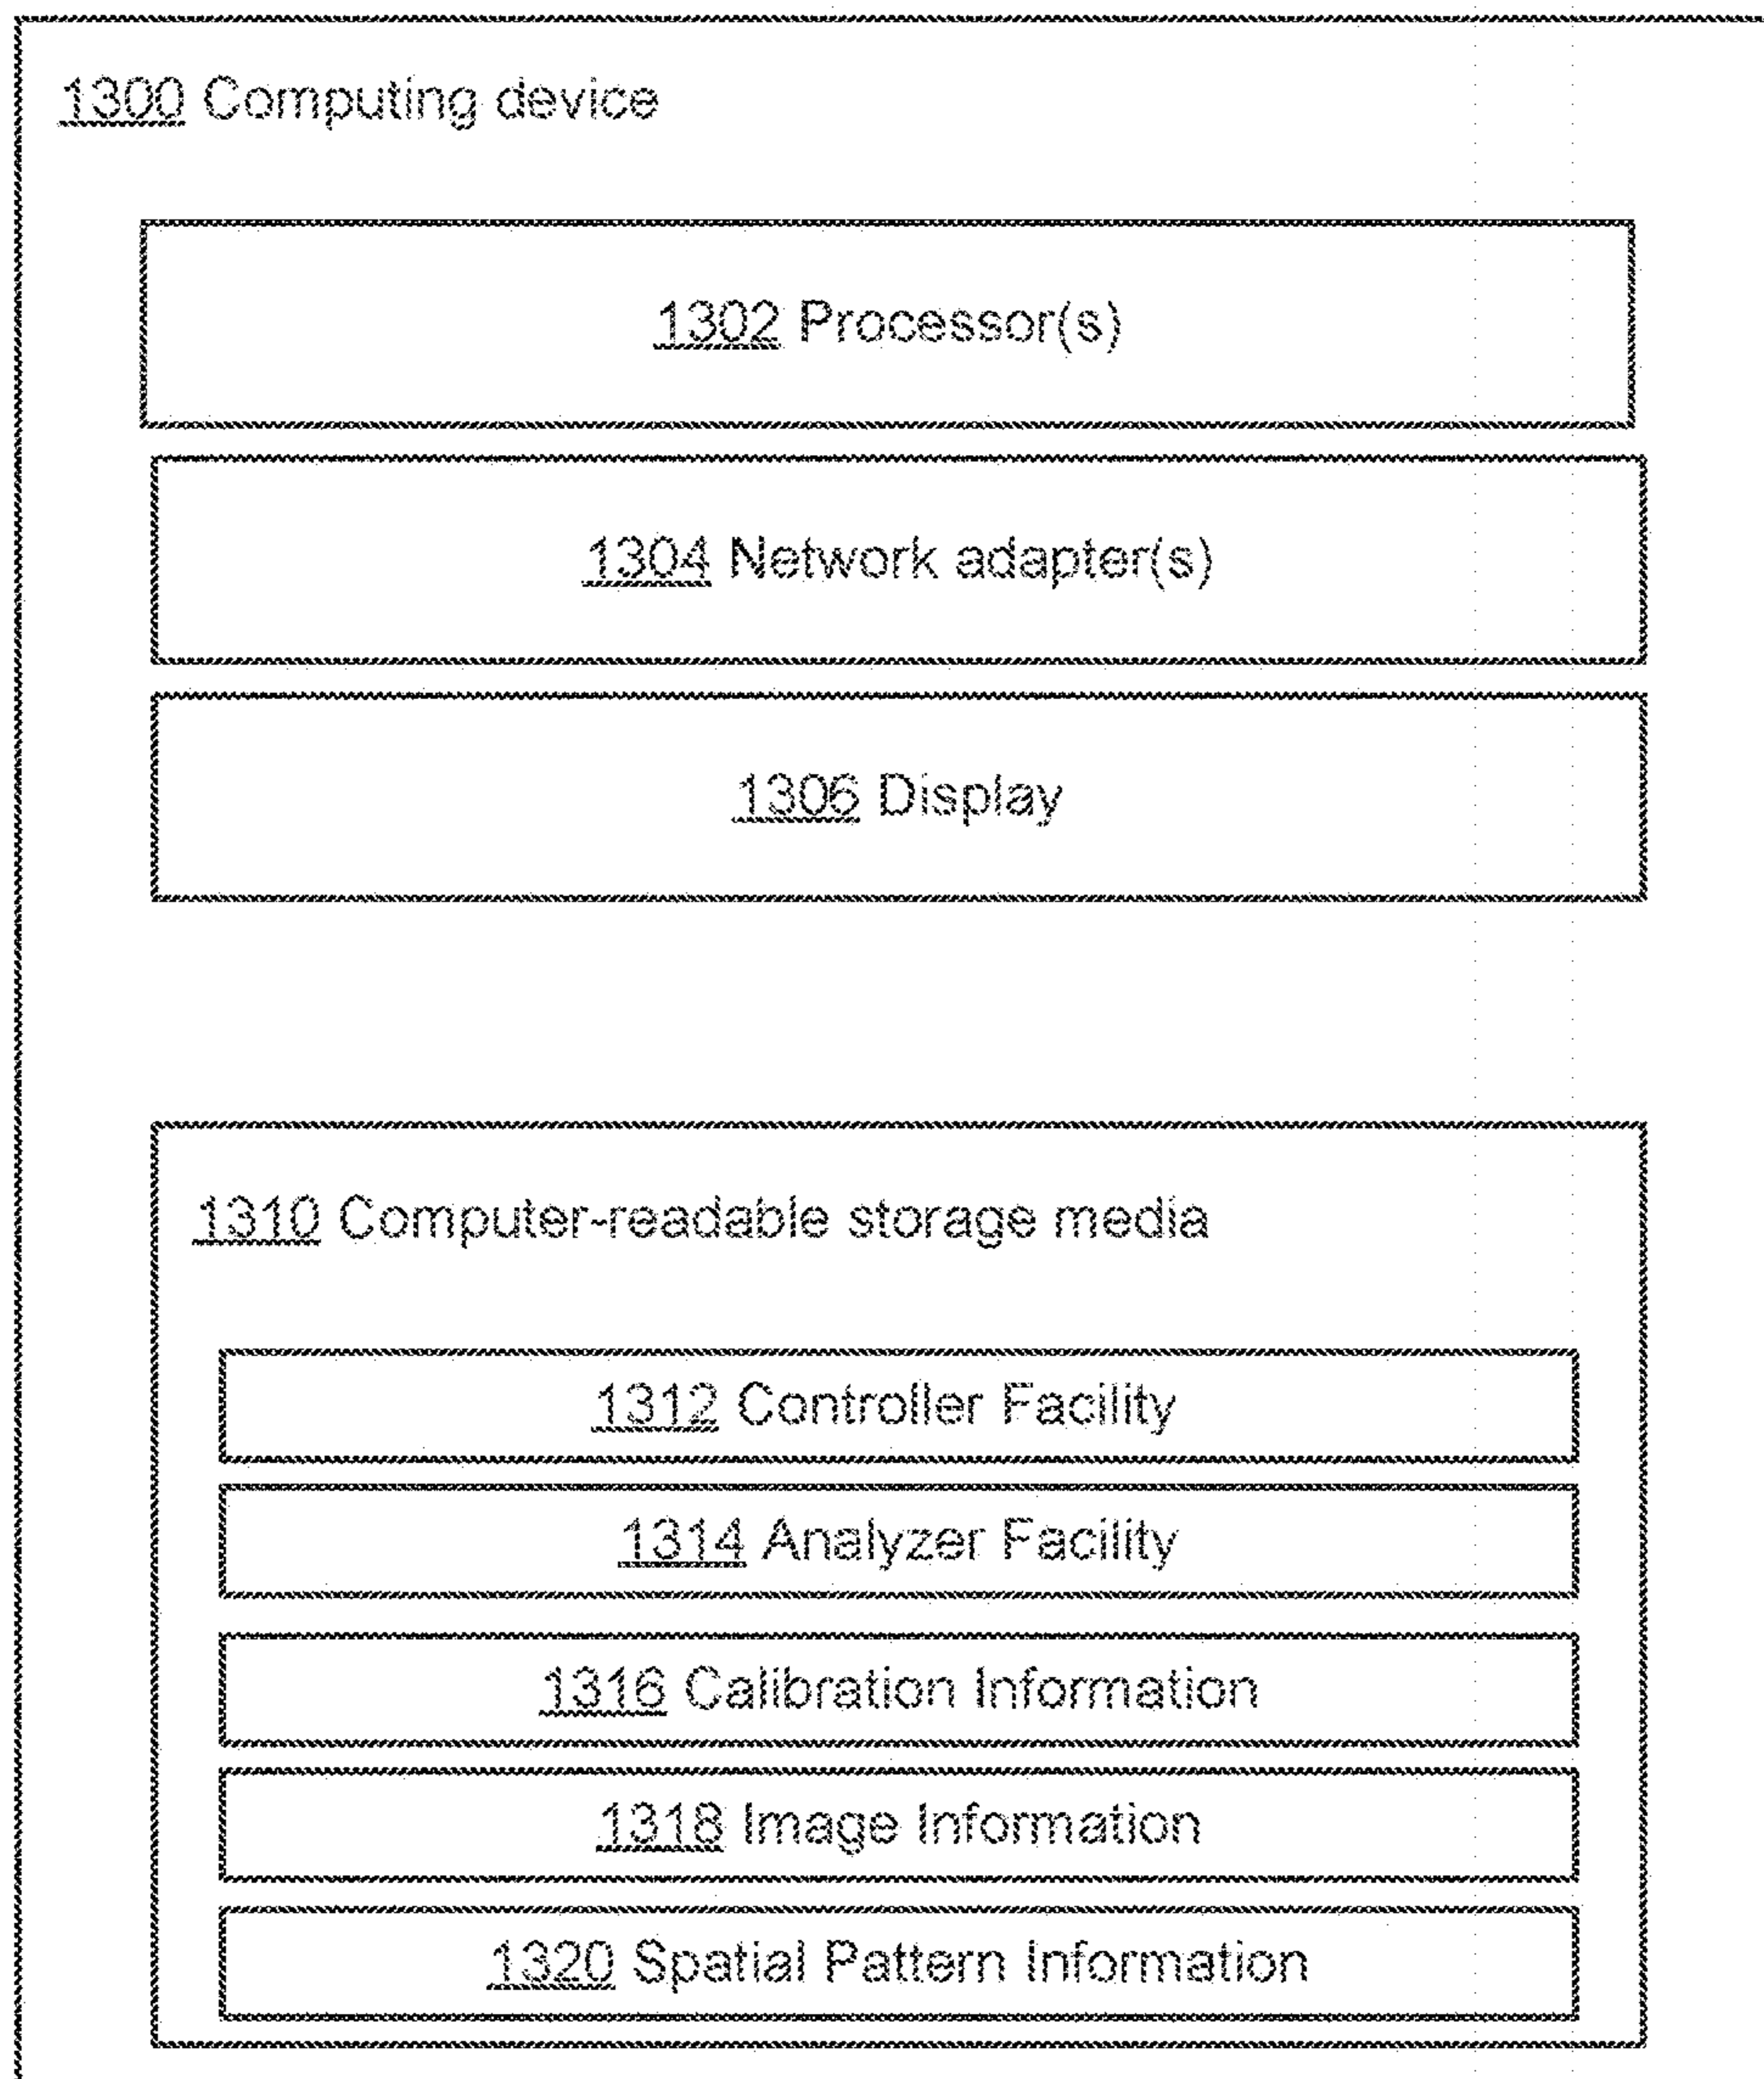 1300 Computing device
1302 Processor(s)
1304 Network adapter(s)
1306 Display
1310 Computer-readable storage media
1312 Controller Facility
1314 Analyzer Facility
1316 Calibration Information
1318 Image Information
1320 Spatial Pattern Information